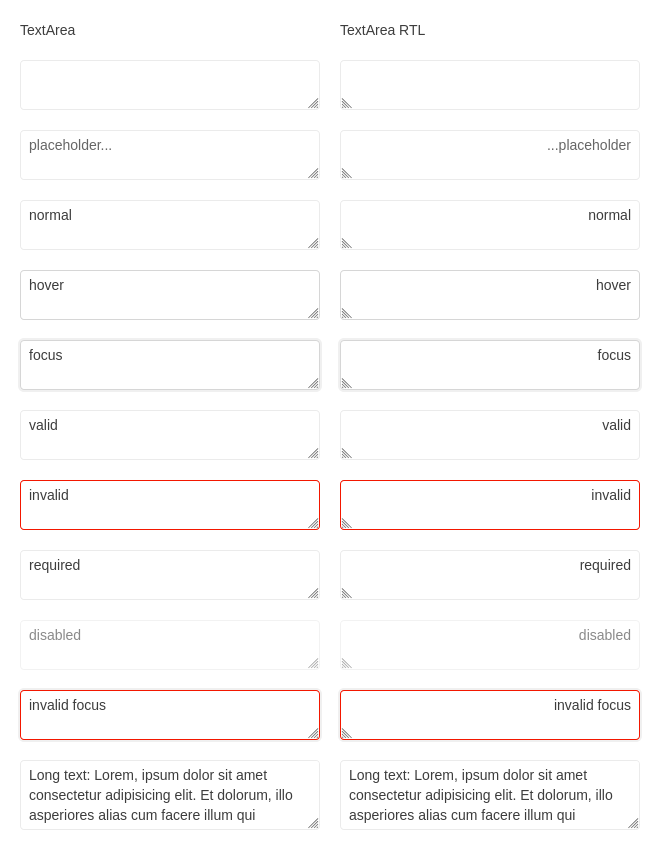 TextArea
TextArea RTL
placeholder...
...placeholder
normal
normal
hover
hover
focus
focus
valid
valid
invalid
invalid
required
required
disabled
disabled
invalid focus
invalid focus
Long text: Lorem, ipsum dolor sit amet
consectetur adipisicing elit. Et dolorum, illo
asperiores alias cum facere illum qui
Long text: Lorem, ipsum dolor sit amet
consectetur adipisicing elit. Et dolorum, illo
asperiores alias cum facere illum qui